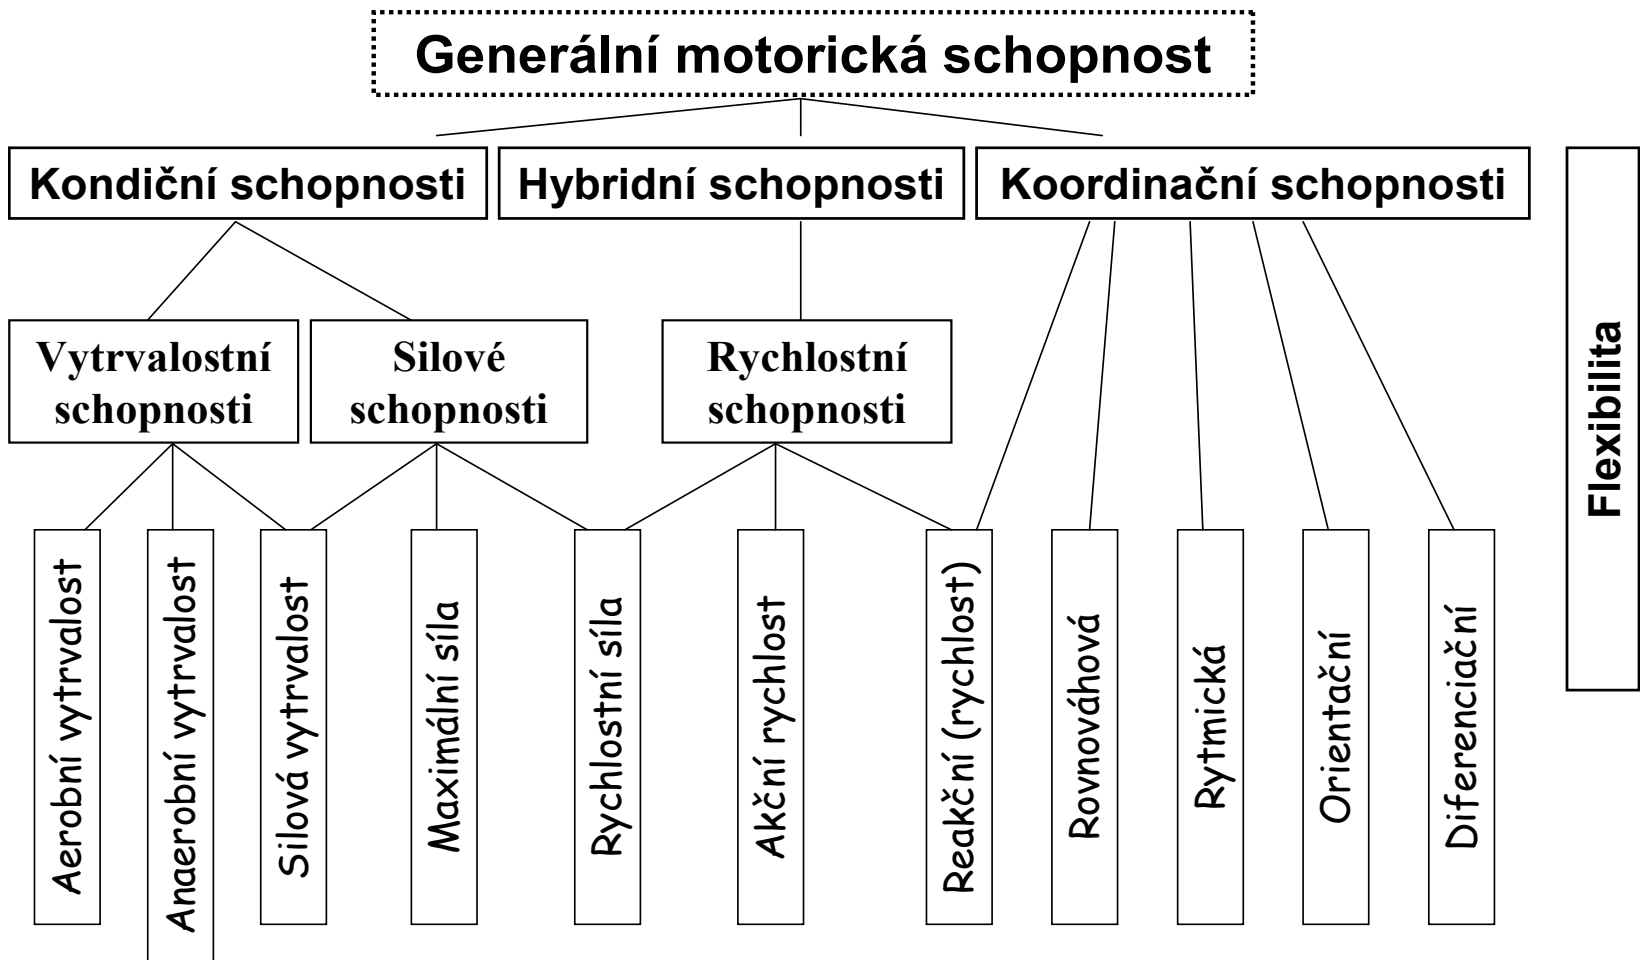 Generální motorická schopnost
Kondiční schopnosti
Hybridní schopnosti
Koordinační schopnosti
Flexibilita
Vytrvalostní
schopnosti
Silové
schopnosti
Rychlostní
schopnosti
Aerobní vytrvalost
Anaerobní vytrvalost
Silová vytrvalost
Maximální síla
Rychlostní síla
Akční rychlost
Reakční (rychlost)
Rovnováhová
Rytmická
Orientační
Diferenciační